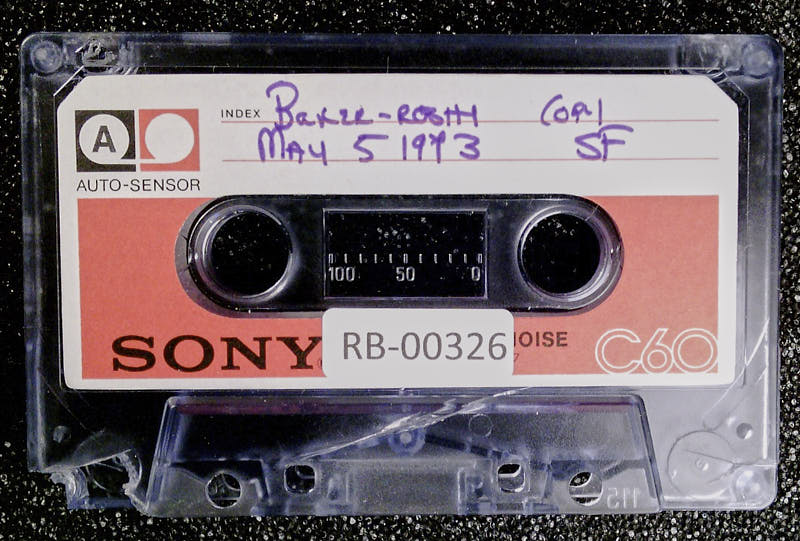 A
AUTO-SENSOR
INDEX BAKER-ROSHI COPY
MAY 5 1973 SF
100 50 0
SONY
RB-00326
NOISE
C60